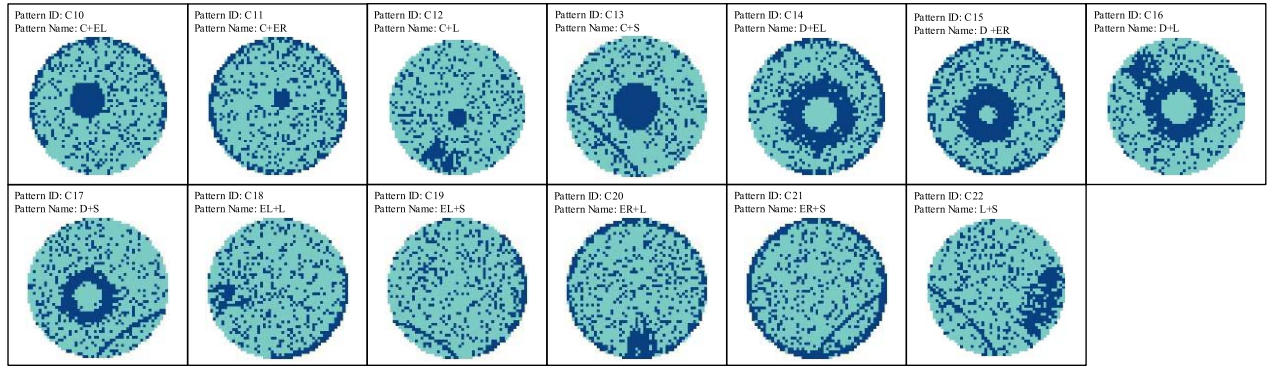 Pattern ID: C10
Pattern Name: C+EL
Pattern ID: C11
Pattern Name: C+ER
Pattern ID: C12
Pattern Name: C+L
Pattern ID: C13
Pattern Name: C+S
Pattern ID: C14
Pattern Name: D+EL
Pattern ID: C15
Pattern Name: D +ER
Pattern ID: C16
Pattern Name: D+L
Pattern ID: C17
Pattern Name: D+S
Pattern ID: C18
Pattern Name: EL+L
Pattern ID: C19
Pattern Name: EL+S
Pattern ID: C20
Pattern Name: ER+L
Pattern ID: C21
Pattern Name: ER+S
Pattern ID: C22
Pattern Name: L+S